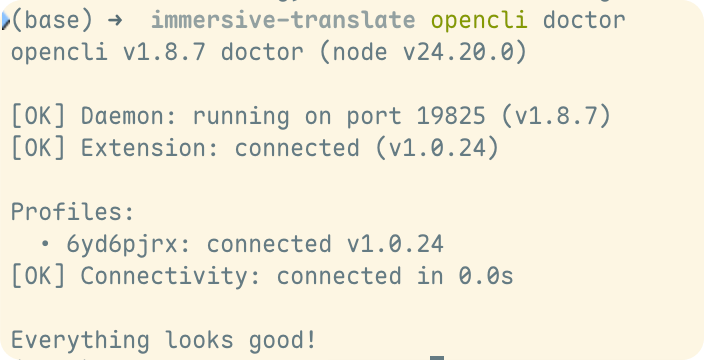 (base) ➜ immersive-translate opencli doctor
opencli v1.8.7 doctor (node v24.20.0)
[OK] Daemon: running on port 19825 (v1.8.7)
[OK] Extension: connected (v1.0.24)
Profiles:
• 6yd6pjrx: connected v1.0.24
[OK] Connectivity: connected in 0.0s
Everything looks good!